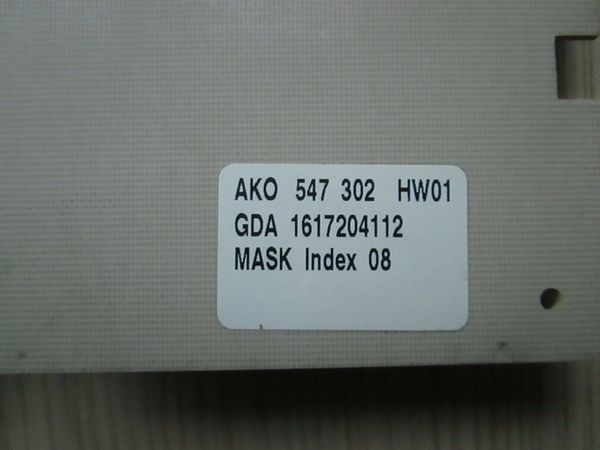 AKO 547 302 HW01
GDA 1617204112
MASK Index 08